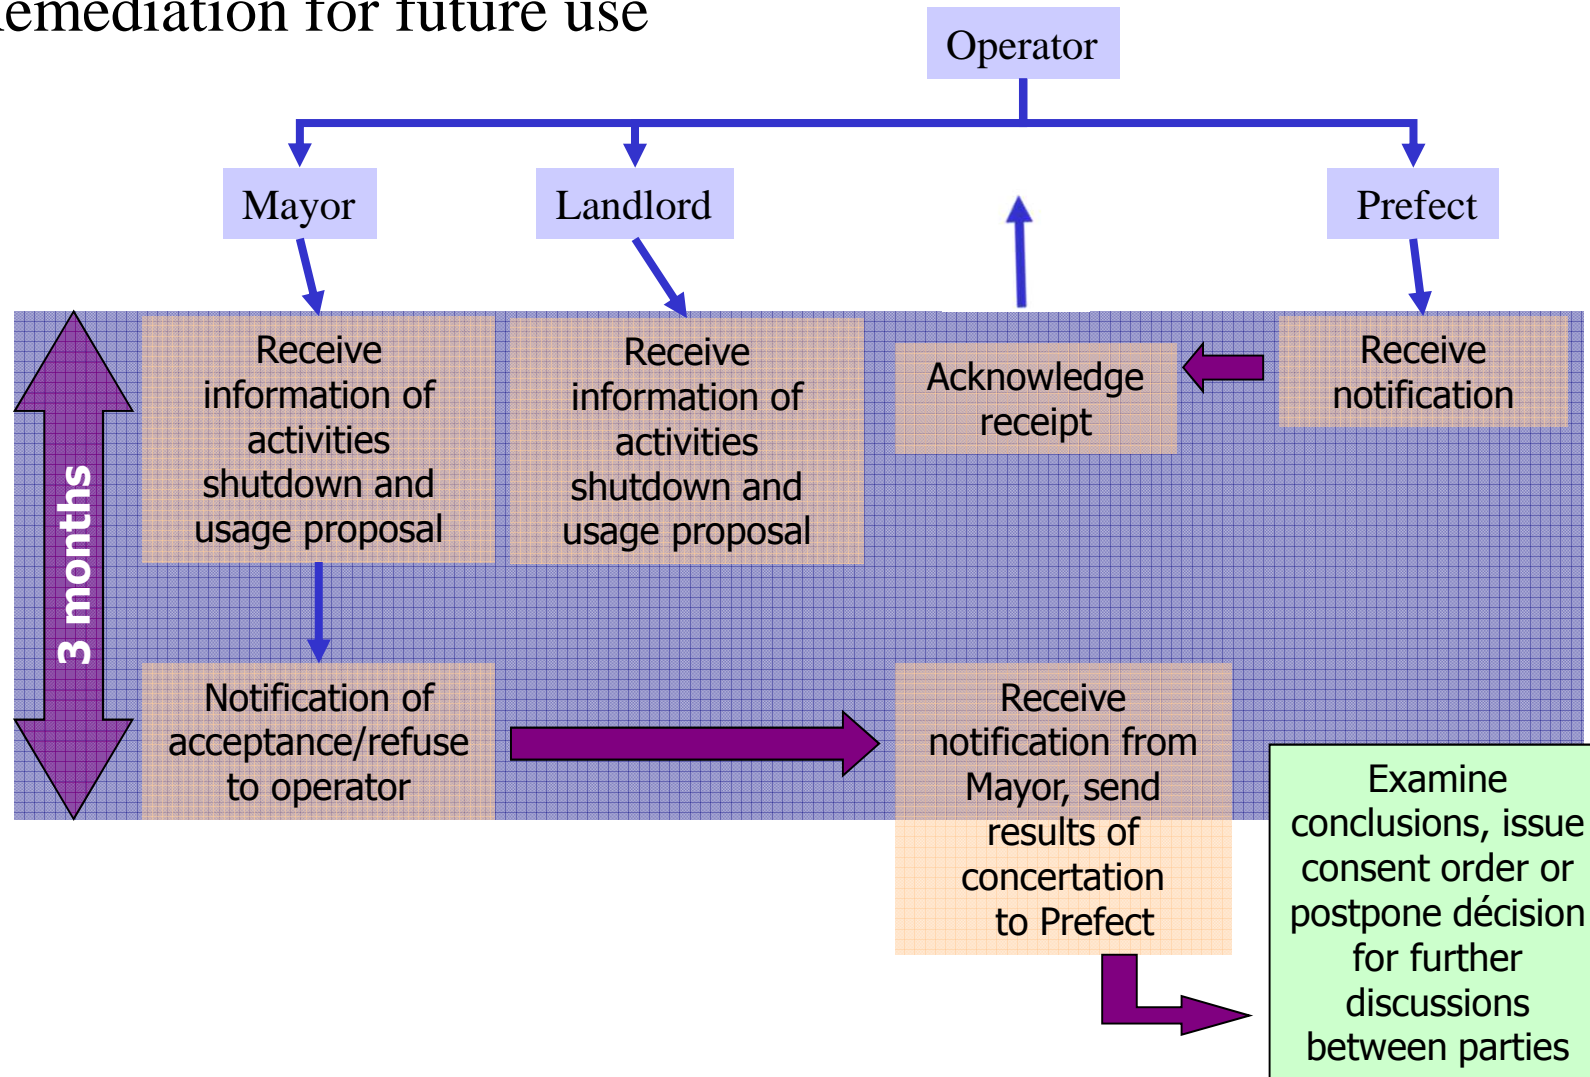 Remediation for future use
Operator
Mayor
Landlord
Prefect
3 months
Receive
information of
activities
shutdown and
usage proposal
Receive
information of
activities
shutdown and
usage proposal
Acknowledge
receipt
Receive
notification
Notification of
acceptance/refuse
to operator
Receive
notification from
Mayor, send
results of
concertation
to Prefect
Examine
conclusions, issue
consent order or
postpone décision
for further
discussions
between parties